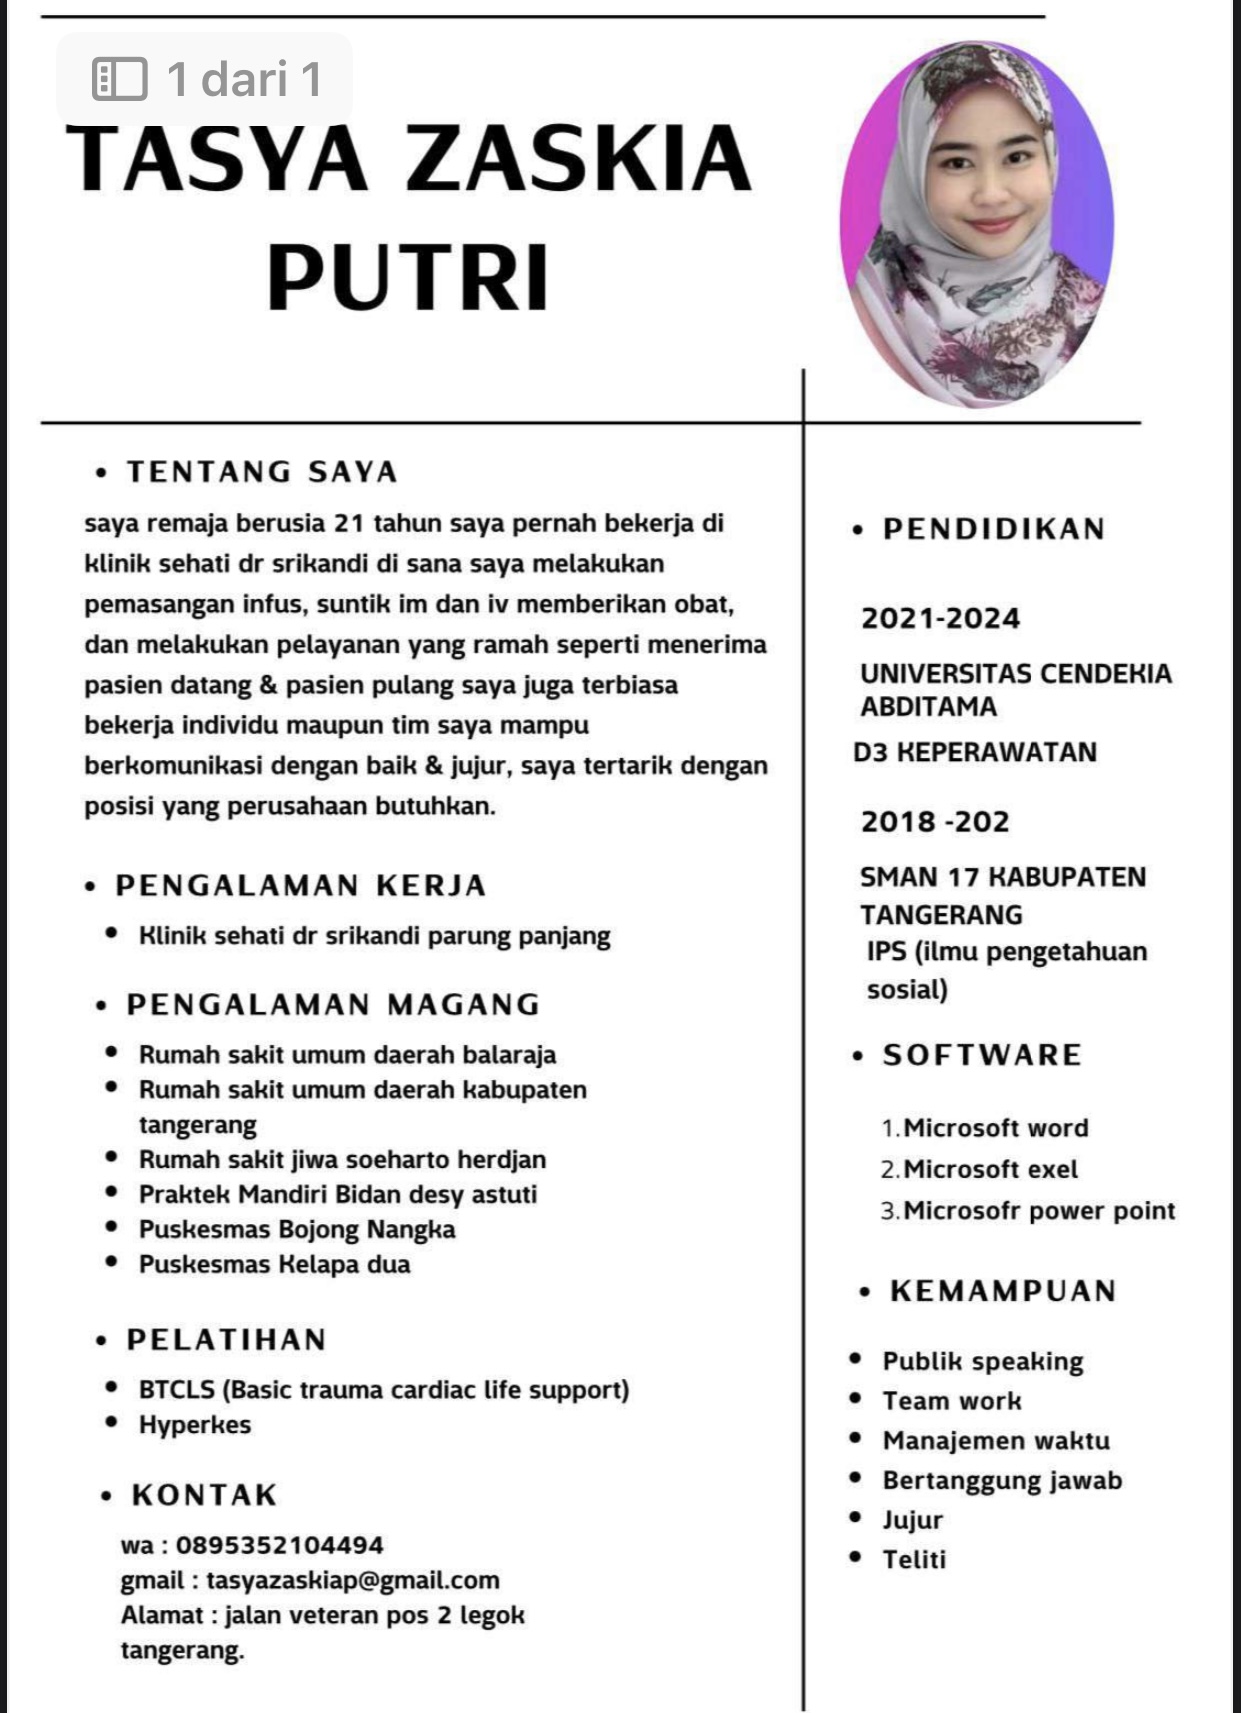 1 dari 1
TASYA ZASKIA
PUTRI
• TENTANG SAYA
saya remaja berusia 21 tahun saya pernah bekerja di
klinik sehati dr srikandi di sana saya melakukan
pemasangan infus, suntik im dan iv memberikan obat,
dan melakukan pelayanan yang ramah seperti menerima
pasien datang & pasien pulang saya juga terbiasa
bekerja individu maupun tim saya mampu
berkomunikasi dengan baik & jujur, saya tertarik dengan
posisi yang perusahaan butuhkan.
• PENGALAMAN KERJA
• Klinik sehati dr srikandi parung panjang
• PENGALAMAN MAGANG
• Rumah sakit umum daerah balaraja
• Rumah sakit umum daerah kabupaten
tangerang
• Rumah sakit jiwa soeharto herdjan
• Praktek Mandiri Bidan desy astuti
• Puskesmas Bojong Nangka
• Puskesmas Kelapa dua
• PELATIHAN
• BTCLS (Basic trauma cardiac life support)
• Hyperkes
• KONTAK
wa : 0895352104494
gmail : tasyazaskiap@gmail.com
Alamat : jalan veteran pos 2 legok
tangerang.
• PENDIDIKAN
2021-2024
UNIVERSITAS CENDEKIA
ABDITAMA
D3 KEPERAWATAN
2018 -202
SMAN 17 KABUPATEN
TANGERANG
IPS (ilmu pengetahuan
sosial)
• SOFTWARE
1. Microsoft word
2. Microsoft exel
3. Microsofr power point
• KEMAMPUAN
• Publik speaking
• Team work
• Manajemen waktu
• Bertanggung jawab
• Jujur
• Teliti